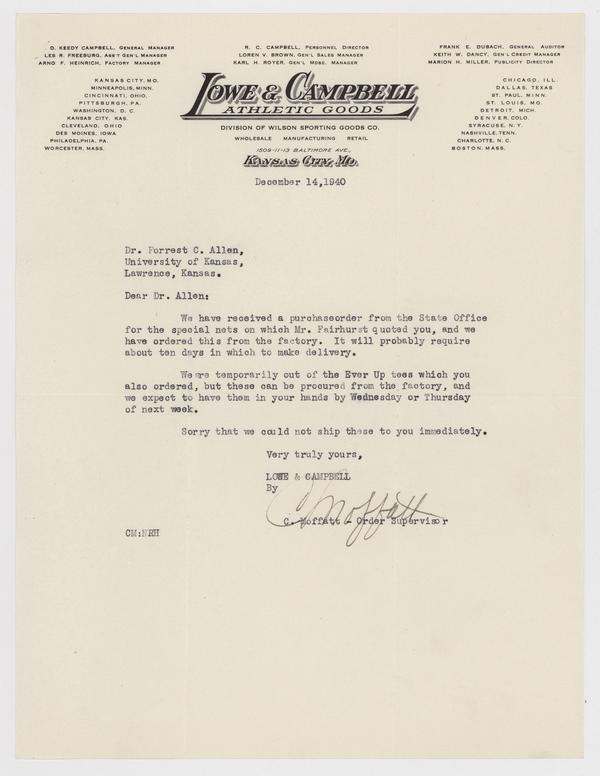 D. KEEDY CAMPBELL, GENERAL MANAGER
LES R. FREEBURG, ASS'T GEN'L MANAGER
ARNO F. HEINRICH, FACTORY MANAGER
R. C. CAMPBELL, PERSONNEL DIRECTOR
LOREN V. BROWN, GEN'L SALES MANAGER
KARL H. ROYER, GEN'L MDSE. MANAGER
FRANK E. DUBACH, GENERAL AUDITOR
KEITH W. DANCY, GEN'L CREDIT MANAGER
MARION H. MILLER, PUBLICITY DIRECTOR
KANSAS CITY, MO.
MINNEAPOLIS, MINN.
CINCINNATI, OHIO.
PITTSBURGH, PA.
WASHINGTON, D. C.
KANSAS CITY, KAS.
CLEVELAND, OHIO
DES MOINES, IOWA
PHILADELPHIA, PA.
WORCESTER, MASS.
LOWE & CAMPBELL
ATHLETIC GOODS
DIVISION OF WILSON SPORTING GOODS CO.
WHOLESALE MANUFACTURING RETAIL
1509-11-13 BALTIMORE AVE.,
KANSAS CITY, MO.
CHICAGO, ILL.
DALLAS, TEXAS
ST. PAUL, MINN.
ST. LOUIS, MO.
DETROIT, MICH.
DENVER, COLO.
SYRACUSE, N. Y.
NASHVILLE, TENN.
CHARLOTTE, N. C.
BOSTON, MASS.
December 14,1940
Dr. Forrest C. Allen,
University of Kansas,
Lawrence, Kansas.
Dear Dr. Allen:
We have received a purchaseorder from the State Office
for the special nets on which Mr. Fairhurst quoted you, and we
have ordered this from the factory. It will probably require
about ten days in which to make delivery.
We are temporarily out of the Ever Up tees which you
also ordered, but these can be procured from the factory, and
we expect to have them in your hands by Wednesday or Thursday
of next week.
Sorry that we could not ship these to you immediately.
Very truly yours,
LOWE & CAMPBELL
By
C Moffatt
C. Moffatt - Order Supervisor
CM:NRH